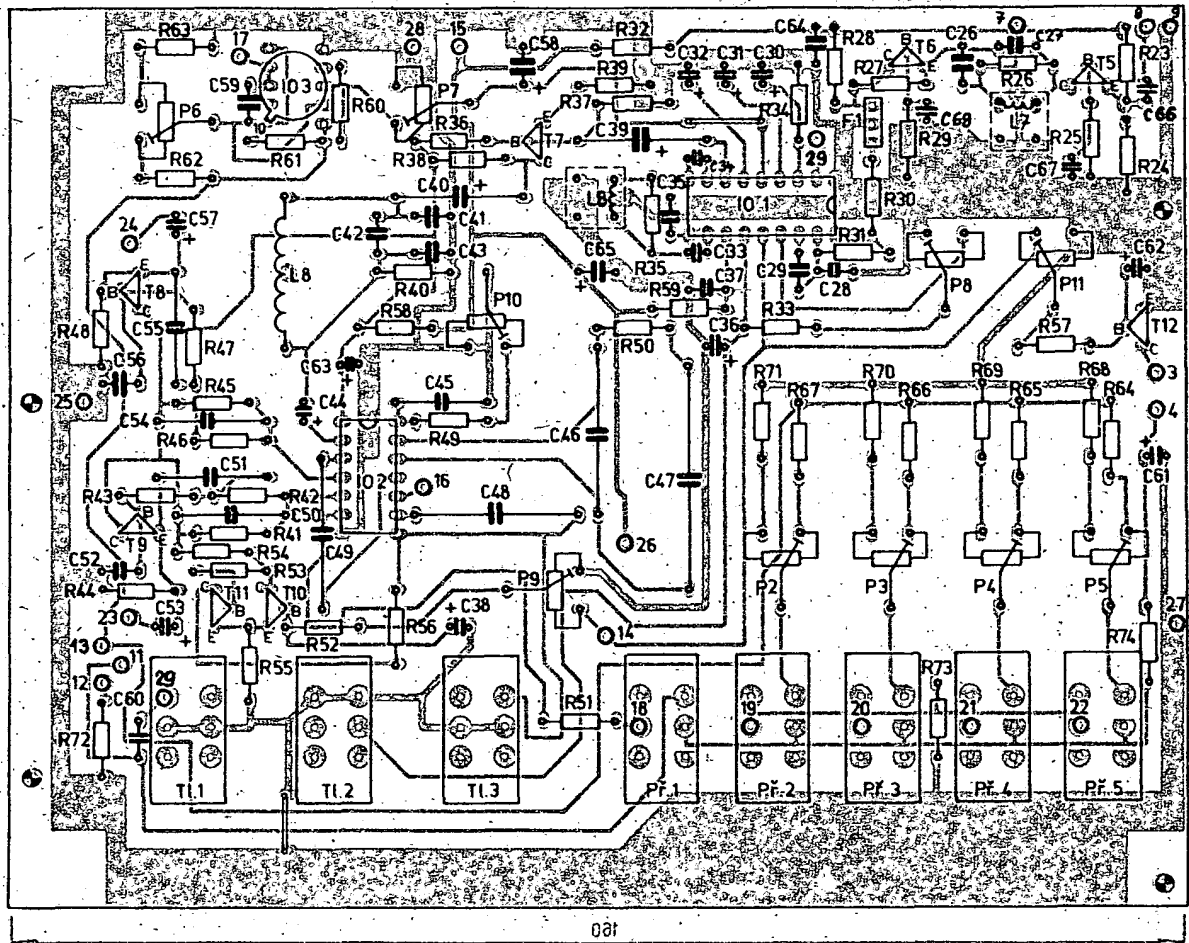 R63 17 28 15 C58 R32 C64 R28 T6 C26 7 C27 8 9 R23
C32 C31 C30 B C E R27 R26 T5 B
C59 IO3 R60 P7 R39 R34 F1 C68 L7 E
P6 R37 C39 R29 R25 C66
10 R61 R36 B T7 E C 29 C67 R24
R62 R38 C34
C40 L6 C35 IO1 R30
24 C57 C42 C41 R31 C62
L8 C43 C65 R35 C33 C29
B T8 E C R40 P10 R59 C37 C28 P8 P11
R48 C55 R47 R58 R50 C36 R33 R57 B T12 E C
C56 C63 R71 R70 R69 R68 3
25 R45 C44 C45 R67 R66 R65 R64 4
C54 R49 C46
R46 C61
C51 C47
R43 R42 IO2 16 C48
B T9 C C50
R41 C49 26
R54
C52 R53 P9 P2 P3 P4 P5
R44 T11 T10 C B
23 C53 E E R52 R56 C38 14 27
13 11 R55 R74
12 C60 29 R51 18 19 20 R73 21 22
R72
Tl.1 Tl.2 Tl.3 Př.1 Př.2 Př.3 Př.4 Př.5
160